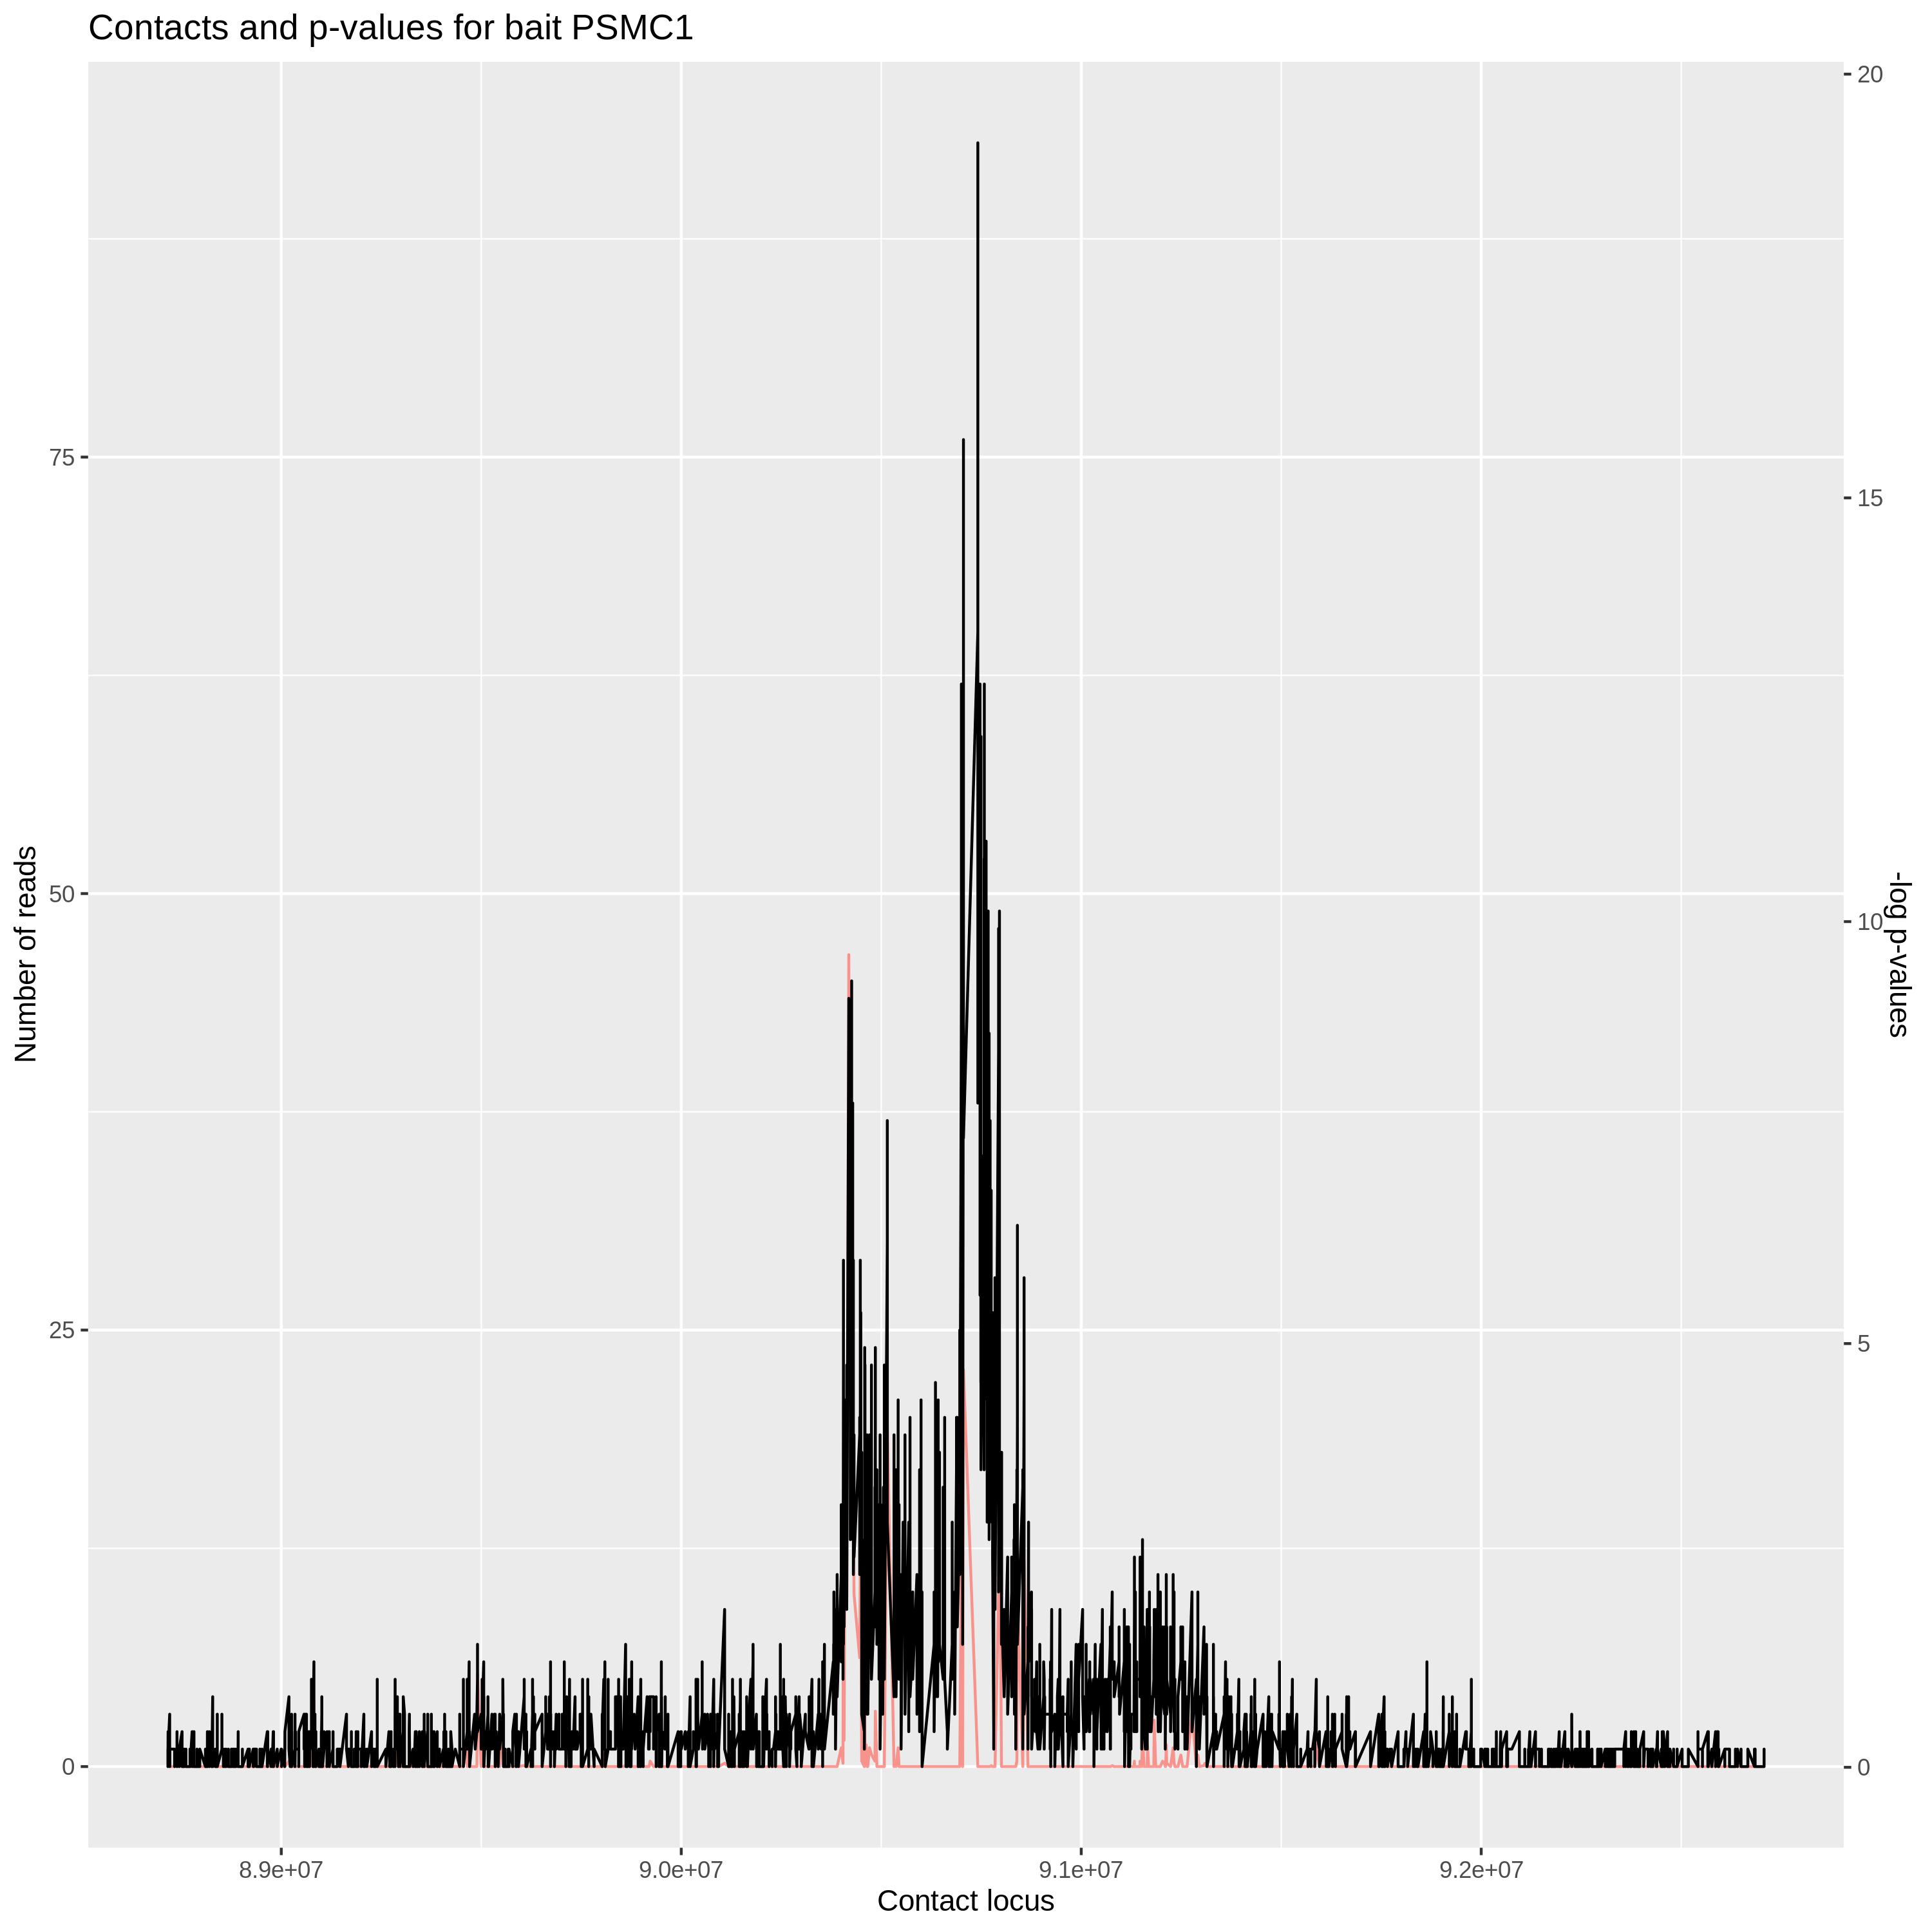 Contacts and p-values for bait PSMC1
20
75
15
Number of reads
50
10
-log p-values
25
5
0
0
8.9e+07
9.0e+07
9.1e+07
9.2e+07
Contact locus